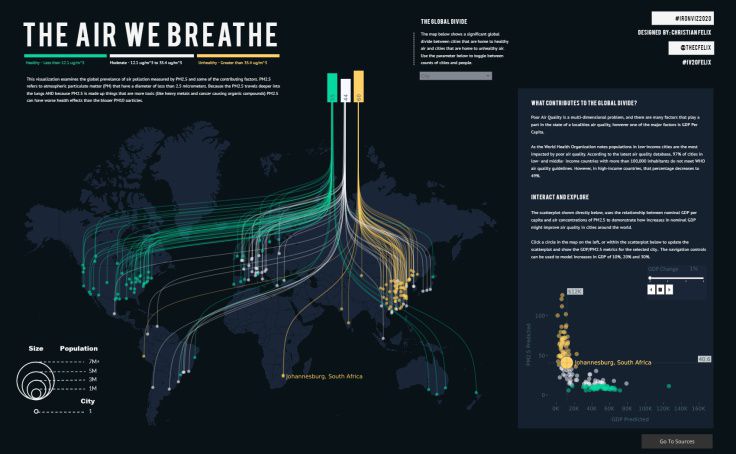 THE AIR WE BREATHE
Healthy - Less than 12.1 ug/m^3
Moderate - 12.1 ug/m^3 to 35.4 ug/m^3
Unhealthy - Greater than 35.4 ug/m^3
This visualization examines the global prevelance of air pollution measured by PM2.5 and some of the contributing factors. PM2.5
refers to atmospheric particulate matter (PM) that have a diameter of less than 2.5 micrometers. Because the PM2.5 travels deeper into
the lungs AND because PM2.5 is made up things that are more toxic (like heavy metals and cancer causing organic compounds) PM2.5
can have worse health effects than the bigger PM10 particles.
THE GLOBAL DIVIDE
The map below shows a significant global
divide between cities that are home to healthy
air and cities that are home to unhealthy air.
Use the parameter below to toggle between
counts of cities and people.
City
#IRONVIZ2020
DESIGNED BY: CHRISTIAN FELIX
@THECFELIX
#IV20FELIX
WHAT CONTRIBUTES TO THE GLOBAL DIVIDE?
Poor Air Quality is a multi-dimensional problem, and there are many factors that play a
part in the state of a localities air quality, however one of the major factors is GDP Per
Capita.
As the World Health Organization notes populations in low-income cities are the most
impacted by poor air quality. According to the latest air quality database, 97% of cities in
low- and middle- income countries with more than 100,000 inhabitants do not meet WHO
air quality guidelines. However, in high-income countries, that percentage decreases to
49%.
INTERACT AND EXPLORE
The scatterplot shown directly below, uses the relationship between nominal GDP per
capita and air concentrations of PM2.5 to demonstrate how increases in nominal GDP
might improve air quality in cities around the world.
Click a circle in the map on the left, or within the scatterplot below to update the
scatterplot and show the GDP/PM2.5 metrics for the selected city. The navigation controls
can be used to model increases in GDP of 10%, 20% and 30%.
GDP Change
1%
$12K
100
50
0
PM2.5 Predicted
Johannesburg, South Africa
40.6
0K 20K 40K 60K 80K 100K 120K 140K 160K
GDP Predicted
Johannesburg, South Africa
Size
Population
7M+
5M
3M
1M
City
1
Go To Sources